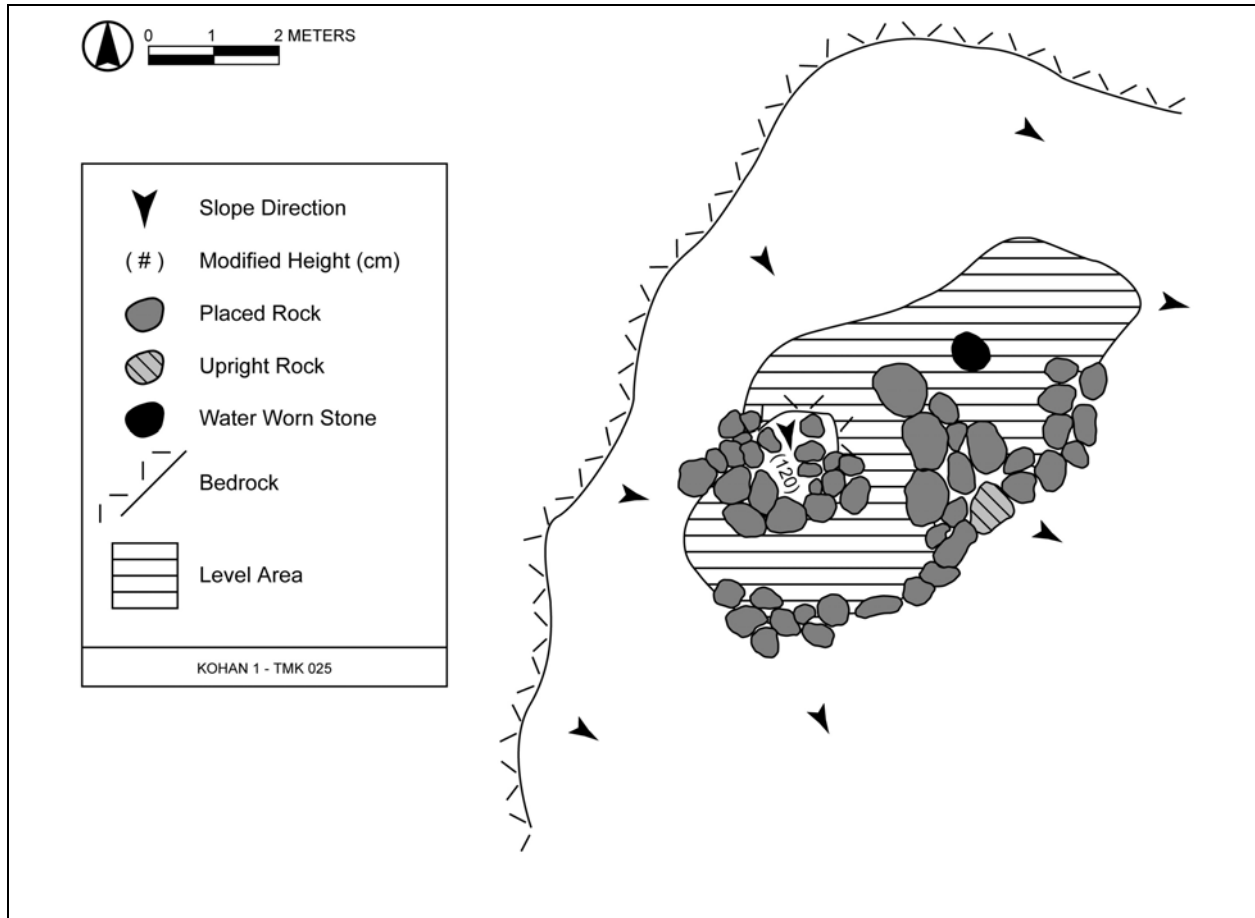 0 1 2 METERS
Slope Direction
( # ) Modified Height (cm)
Placed Rock
Upright Rock
Water Worn Stone
Bedrock
Level Area
KOHAN 1 - TMK 025
(120)